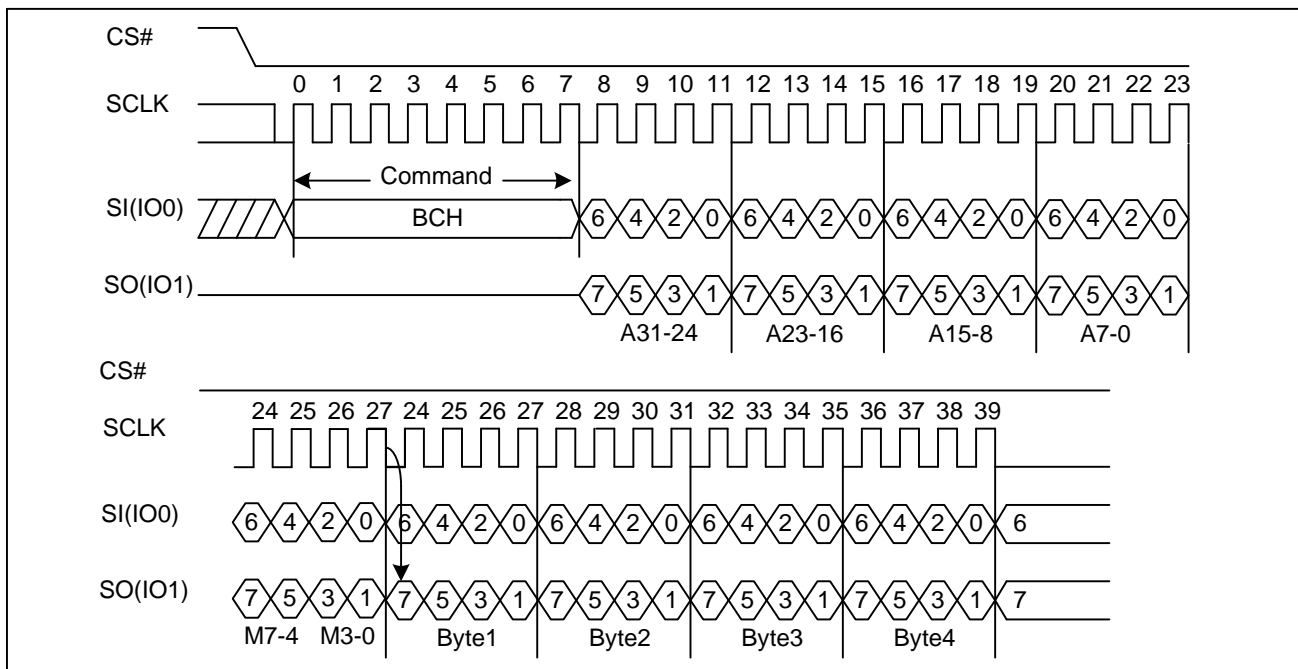 CS#
0 1 2 3 4 5 6 7 8 9 10 11 12 13 14 15 16 17 18 19 20 21 22 23
SCLK
Command
SI(IO0)
BCH 6 4 2 0 6 4 2 0 6 4 2 0 6 4 2 0
SO(IO1)
7 5 3 1 7 5 3 1 7 5 3 1 7 5 3 1
A31-24 A23-16 A15-8 A7-0
CS#
24 25 26 27 24 25 26 27 28 29 30 31 32 33 34 35 36 37 38 39
SCLK
SI(IO0)
6 4 2 0 6 4 2 0 6 4 2 0 6 4 2 0 6 4 2 0 6
SO(IO1)
7 5 3 1 7 5 3 1 7 5 3 1 7 5 3 1 7 5 3 1 7
M7-4 M3-0 Byte1 Byte2 Byte3 Byte4